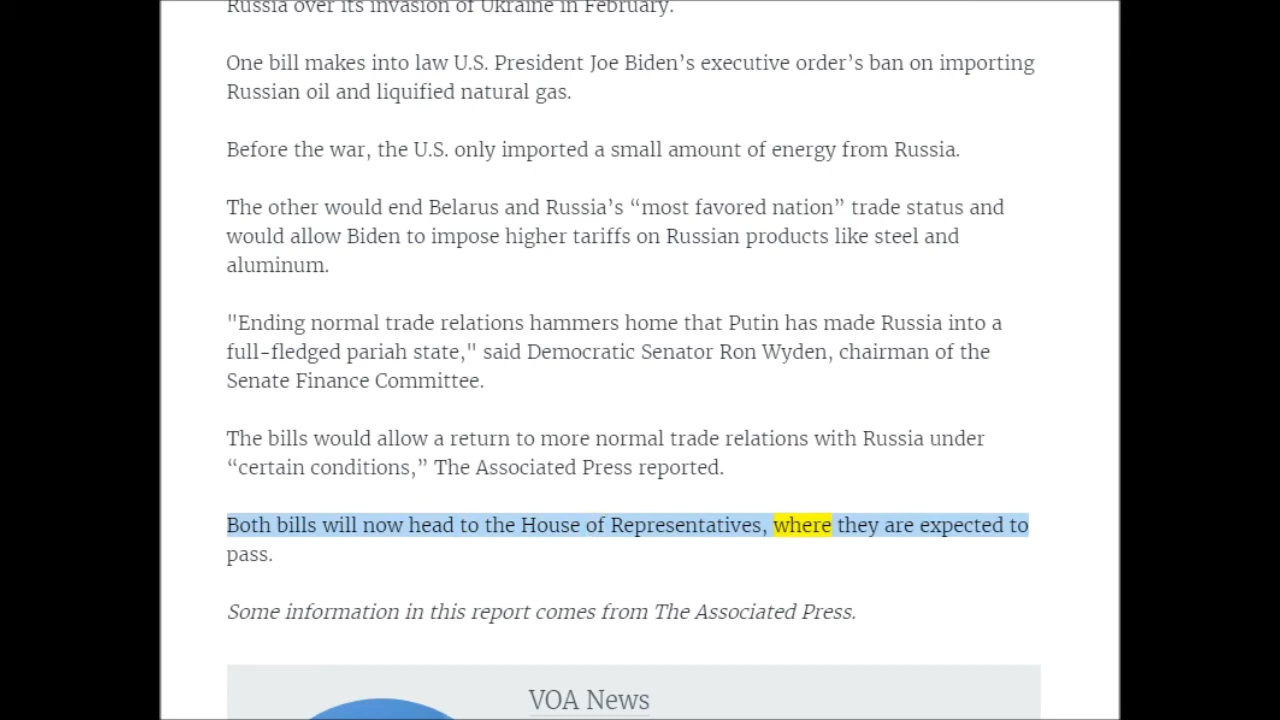 Russia over its invasion of Ukraine in February.
One bill makes into law U.S. President Joe Biden’s executive order’s ban on importing
Russian oil and liquified natural gas.
Before the war, the U.S. only imported a small amount of energy from Russia.
The other would end Belarus and Russia’s “most favored nation” trade status and
would allow Biden to impose higher tariffs on Russian products like steel and
aluminum.
"Ending normal trade relations hammers home that Putin has made Russia into a
full-fledged pariah state," said Democratic Senator Ron Wyden, chairman of the
Senate Finance Committee.
The bills would allow a return to more normal trade relations with Russia under
“certain conditions,” The Associated Press reported.
Both bills will now head to the House of Representatives, where they are expected to
pass.
Some information in this report comes from The Associated Press.
VOA News